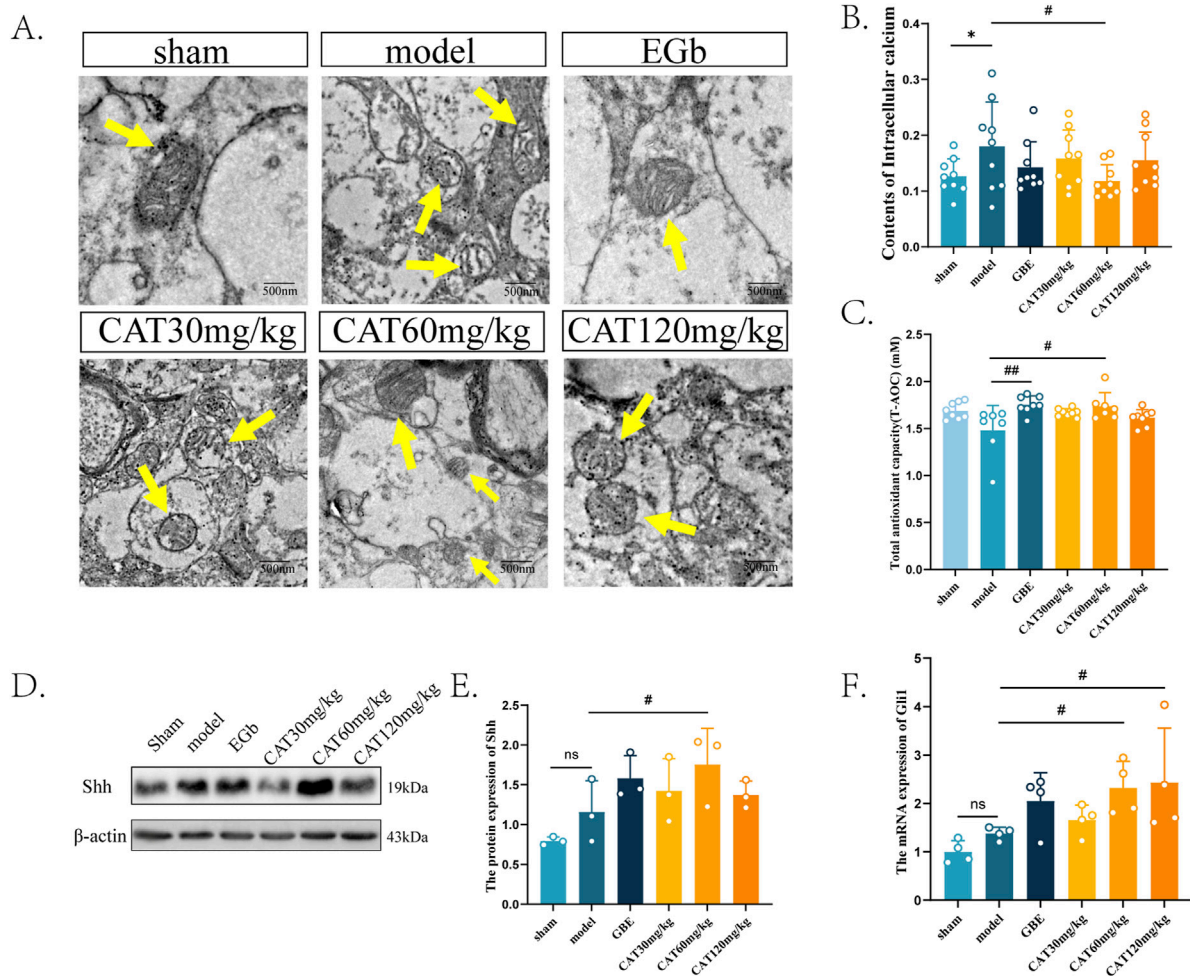 A.
sham
model
EGb
500nm
500nm
500nm
CAT30mg/kg
CAT60mg/kg
CAT120mg/kg
500nm
500nm
500nm
B.
Contents of Intracellular calcium
0.4
0.3
0.2
0.1
0.0
*
#
sham
model
GBE
CAT30mg/kg
CAT60mg/kg
CAT120mg/kg
C.
Total antioxidant capacity(T-AOC) (mM)
2.5
2.0
1.5
1.0
0.5
0.0
#
##
sham
model
GBE
CAT30mg/kg
CAT60mg/kg
CAT120mg/kg
D.
Sham
model
EGb
CAT30mg/kg
CAT60mg/kg
CAT120mg/kg
Shh
19kDa
β-actin
43kDa
E.
The protein expression of Shh
2.5
2.0
1.5
1.0
0.5
0.0
ns
#
sham
model
GBE
CAT30mg/kg
CAT60mg/kg
CAT120mg/kg
F.
The mRNA expression of Gli1
5
4
3
2
1
0
ns
#
#
sham
model
GBE
CAT30mg/kg
CAT60mg/kg
CAT120mg/kg